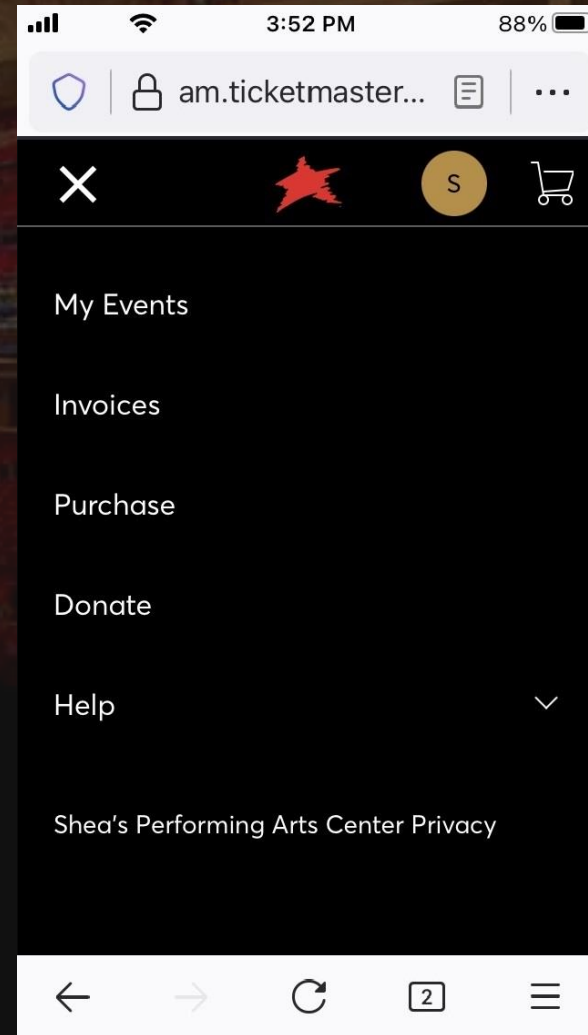 3:52 PM
88%
am.ticketmaster...
S
My Events
Invoices
Purchase
Donate
Help
Shea's Performing Arts Center Privacy
2